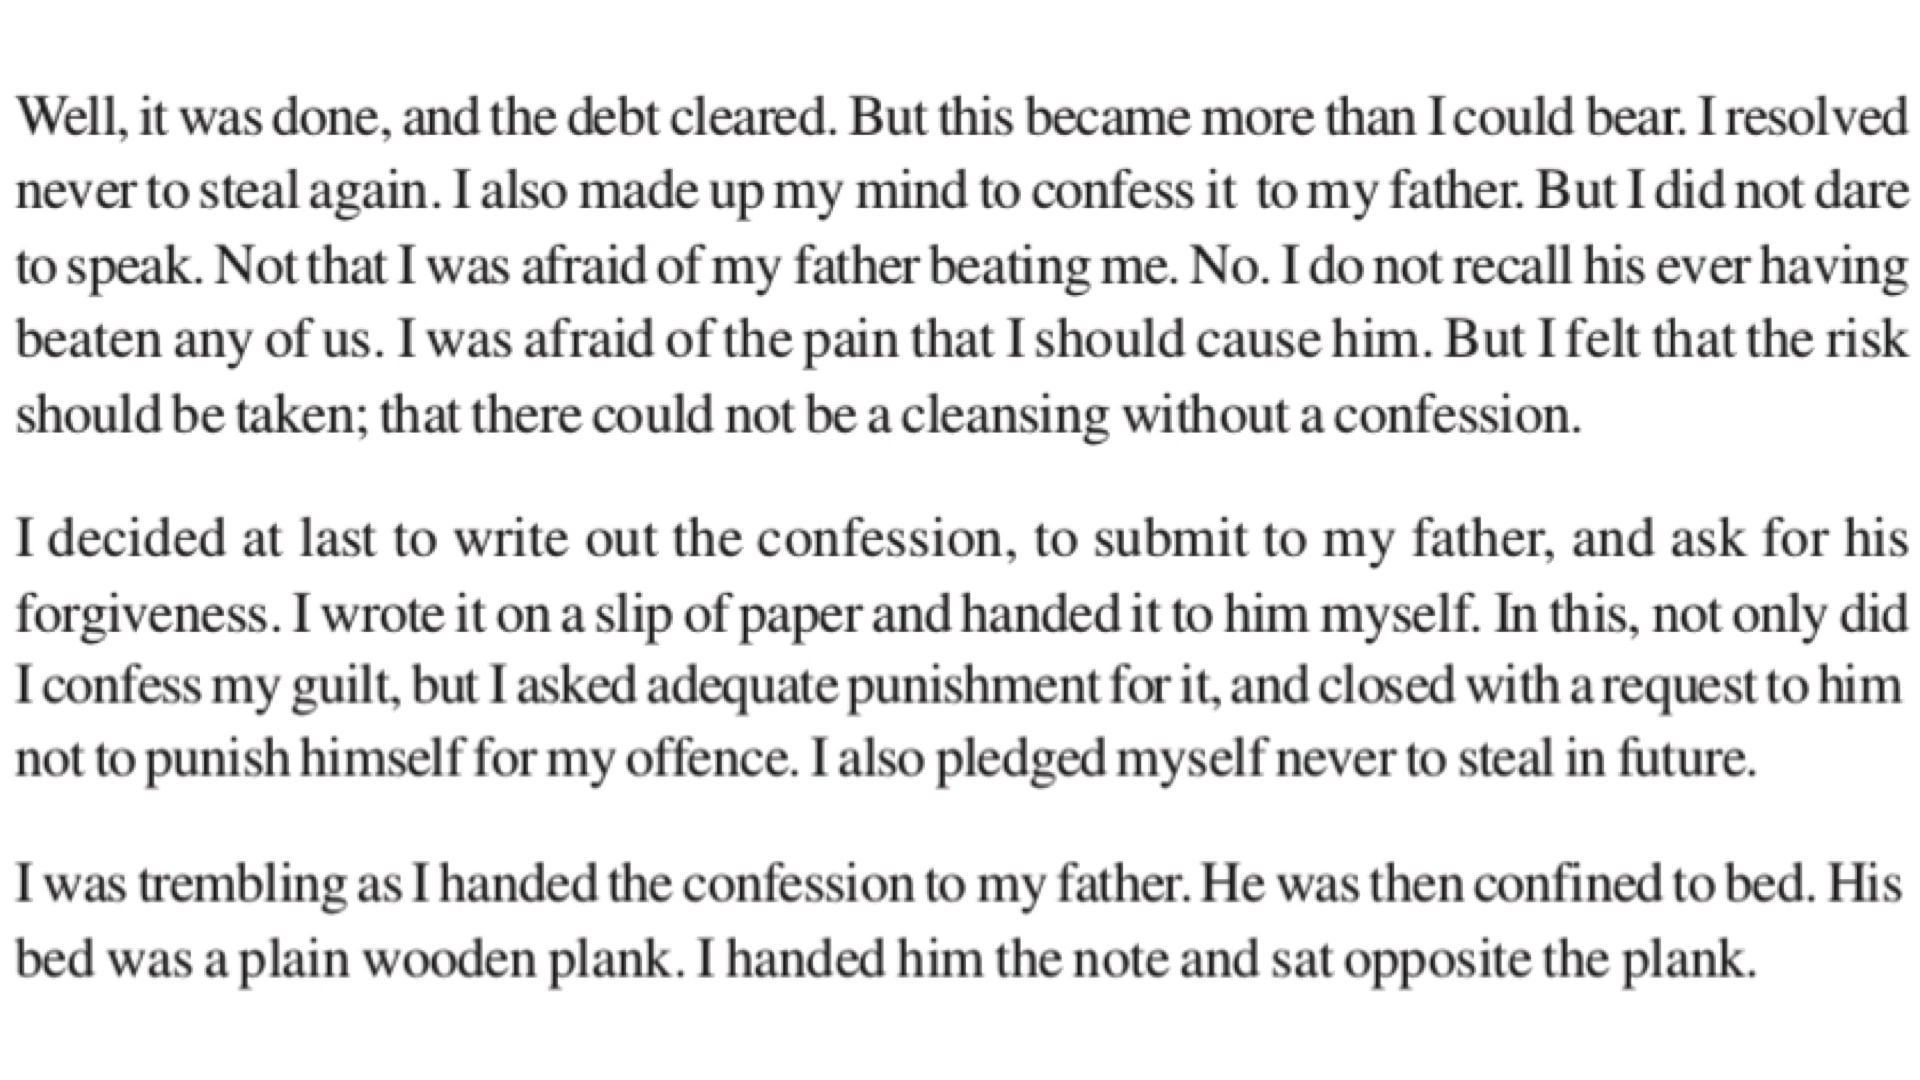 Well, it was done, and the debt cleared. But this became more than I could bear. I resolved
never to steal again. I also made up my mind to confess it to my father. But I did not dare
to speak. Not that I was afraid of my father beating me. No. I do not recall his ever having
beaten any of us. I was afraid of the pain that I should cause him. But I felt that the risk
should be taken; that there could not be a cleansing without a confession.
I decided at last to write out the confession, to submit to my father, and ask for his
forgiveness. I wrote it on a slip of paper and handed it to him myself. In this, not only did
I confess my guilt, but I asked adequate punishment for it, and closed with a request to him
not to punish himself for my offence. I also pledged myself never to steal in future.
I was trembling as I handed the confession to my father. He was then confined to bed. His
bed was a plain wooden plank. I handed him the note and sat opposite the plank.